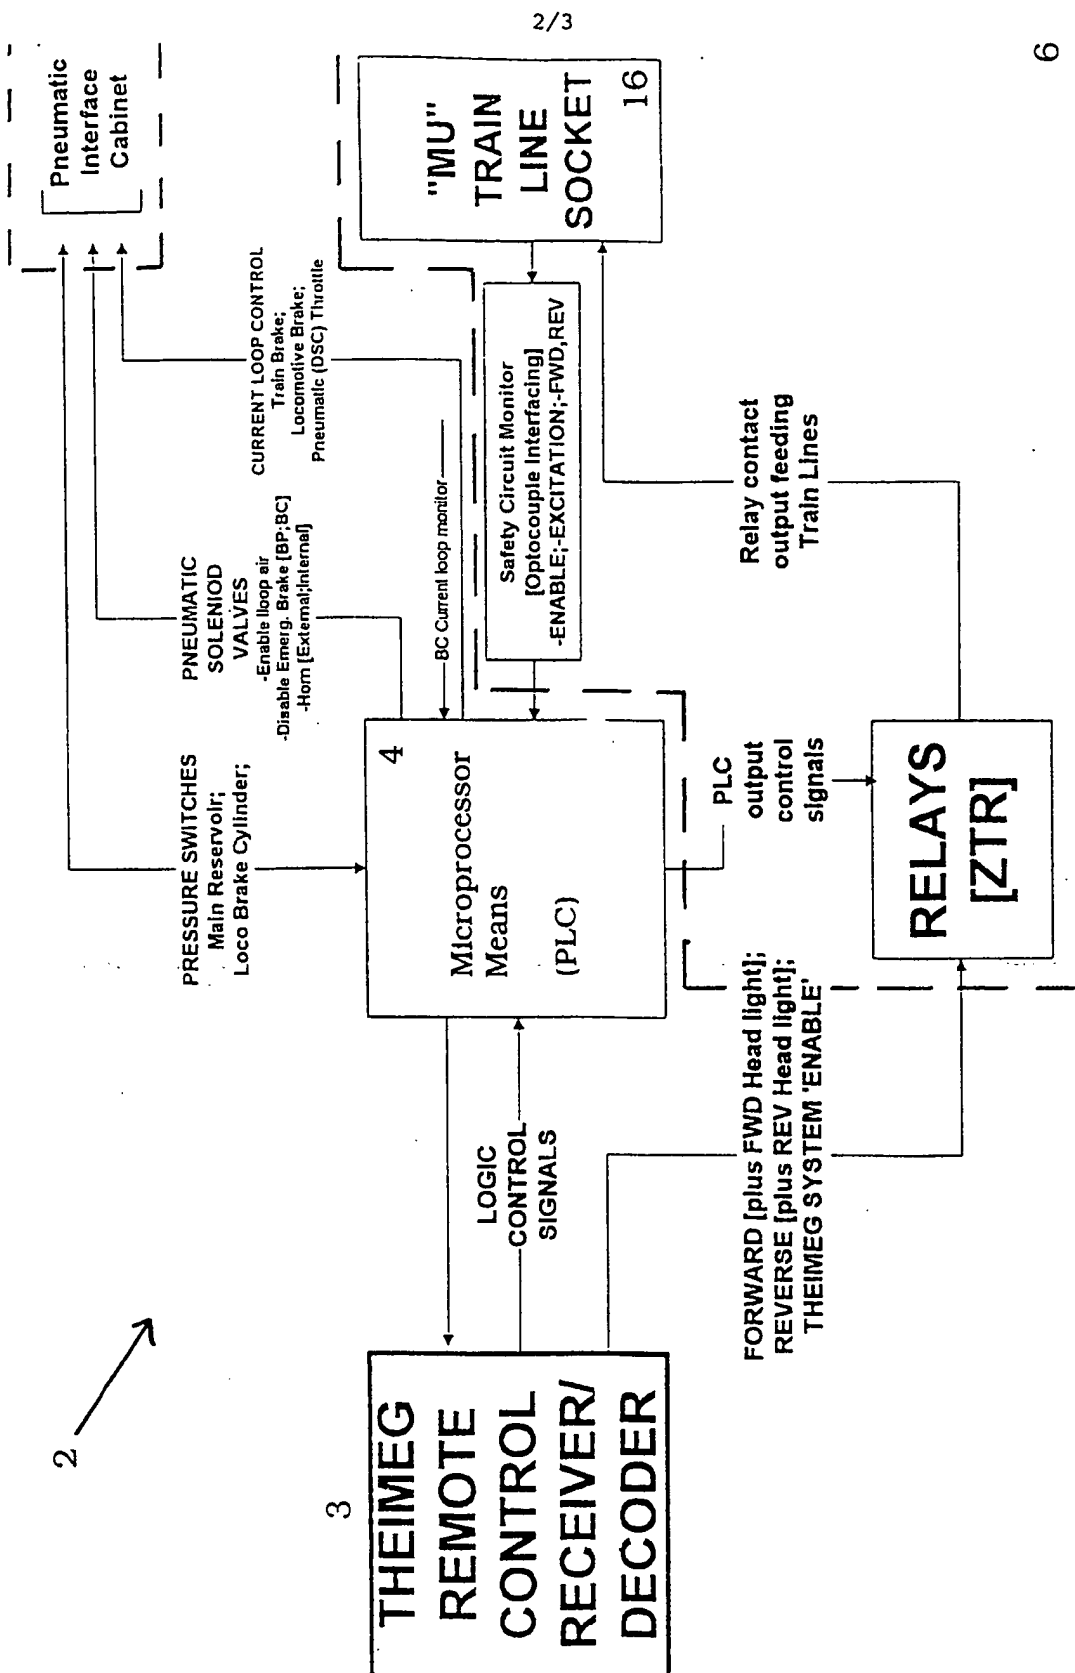 2/3
2
3
THEIMEG
REMOTE
CONTROL
RECEIVER/
DECODER
LOGIC
CONTROL
SIGNALS
FORWARD [plus FWD Head light];
REVERSE [plus REV Head light];
THEIMEG SYSTEM 'ENABLE'
PRESSURE SWITCHES
Main Reservoir;
Loco Brake Cylinder;
4
Microprocessor
Means
(PLC)
PNEUMATIC
SOLENIOD
VALVES
-Enable lloop air
-Disable Emerg. Brake [BP;BC]
-Horn [External;Internal]
BC Current loop monitor
CURRENT LOOP CONTROL
Train Brake;
Locomotive Brake;
Pneumatic (DSC) Throttle
Pneumatic
Interface
Cabinet
Safety Circuit Monitor
[Optocouple Interfacing]
-ENABLE;-EXCITATION;-FWD,REV
"MU"
TRAIN
LINE
SOCKET
16
PLC
output
control
signals
RELAYS
[ZTR]
Relay contact
output feeding
Train Lines
6